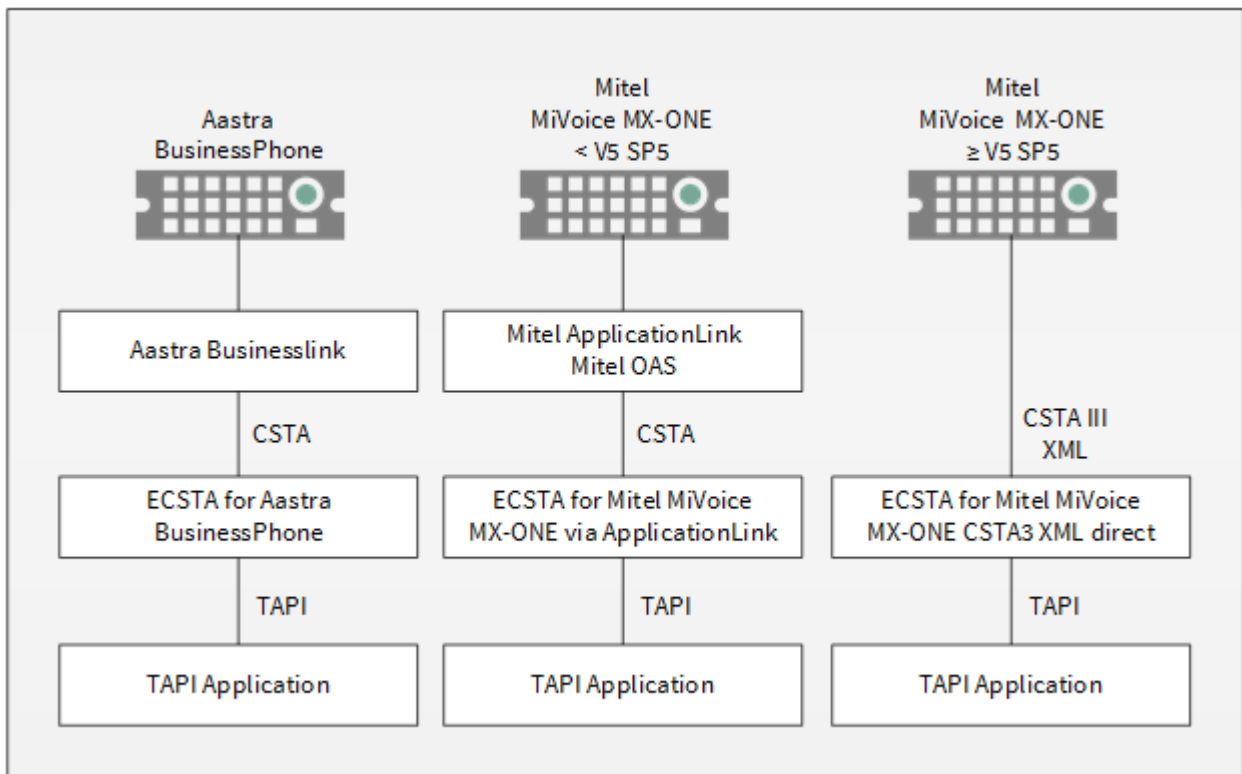 Aastra
BusinessPhone
Mitel
MiVoice MX-ONE
< V5 SP5
Mitel
MiVoice MX-ONE
≥ V5 SP5
Aastra Businesslink
Mitel ApplicationLink
Mitel OAS
CSTA
CSTA
CSTA III
XML
ECSTA for Aastra
BusinessPhone
ECSTA for Mitel MiVoice
MX-ONE via ApplicationLink
ECSTA for Mitel MiVoice
MX-ONE CSTA3 XML direct
TAPI
TAPI
TAPI
TAPI Application
TAPI Application
TAPI Application